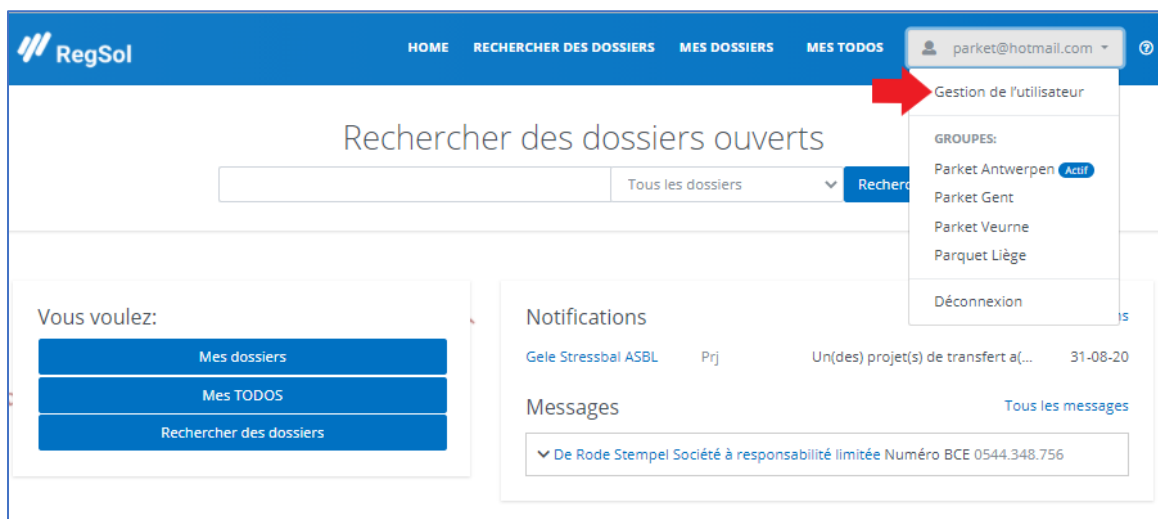 RegSol
HOME RECHERCHER DES DOSSIERS MES DOSSIERS MES TODOS parket@hotmail.com
Gestion de l'utilisateur
GROUPES:
Parket Antwerpen Actif
Parket Gent
Parket Veurne
Parquet Liège
Déconnexion
Rechercher des dossiers ouverts
Tous les dossiers
Vous voulez:
Mes dossiers
Mes TODOS
Rechercher des dossiers
Notifications
Gele Stressbal ASBL Prj Un(des) projet(s) de transfert a(... 31-08-20
Messages Tous les messages
De Rode Stempel Société à responsabilité limitée Numéro BCE 0544.348.756